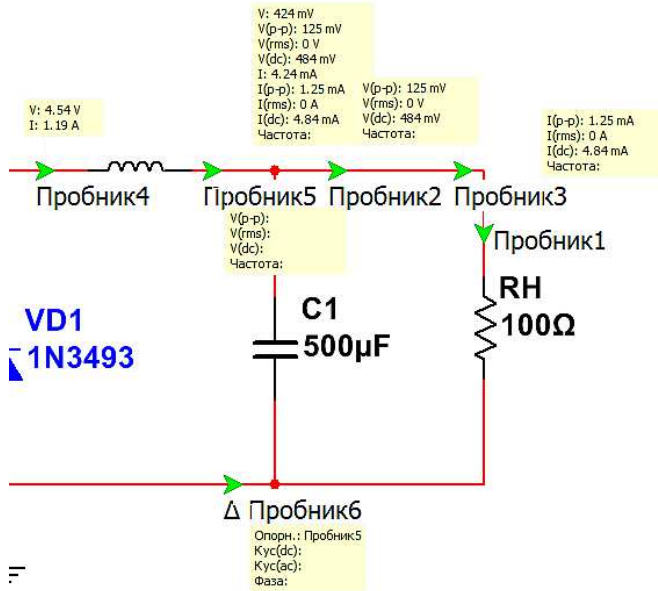 V: 424 mV
V(p-p): 125 mV
V(rms): 0 V
V(dc): 484 mV
I: 4.24 mA
I(p-p): 1.25 mA
I(rms): 0 A
I(dc): 4.84 mA
Частота:
V(p-p): 125 mV
V(rms): 0 V
V(dc): 484 mV
Частота:
V: 4.54 V
I: 1.19 A
I(p-p): 1.25 mA
I(rms): 0 A
I(dc): 4.84 mA
Частота:
Пробник4
Пробник5
Пробник2
Пробник3
V(p-p):
V(rms):
V(dc):
Частота:
Пробник1
VD1
1N3493
C1
500µF
RH
100Ω
Δ Пробник6
Опорн.: Пробник5
Кус(dc):
Кус(ac):
Фаза: